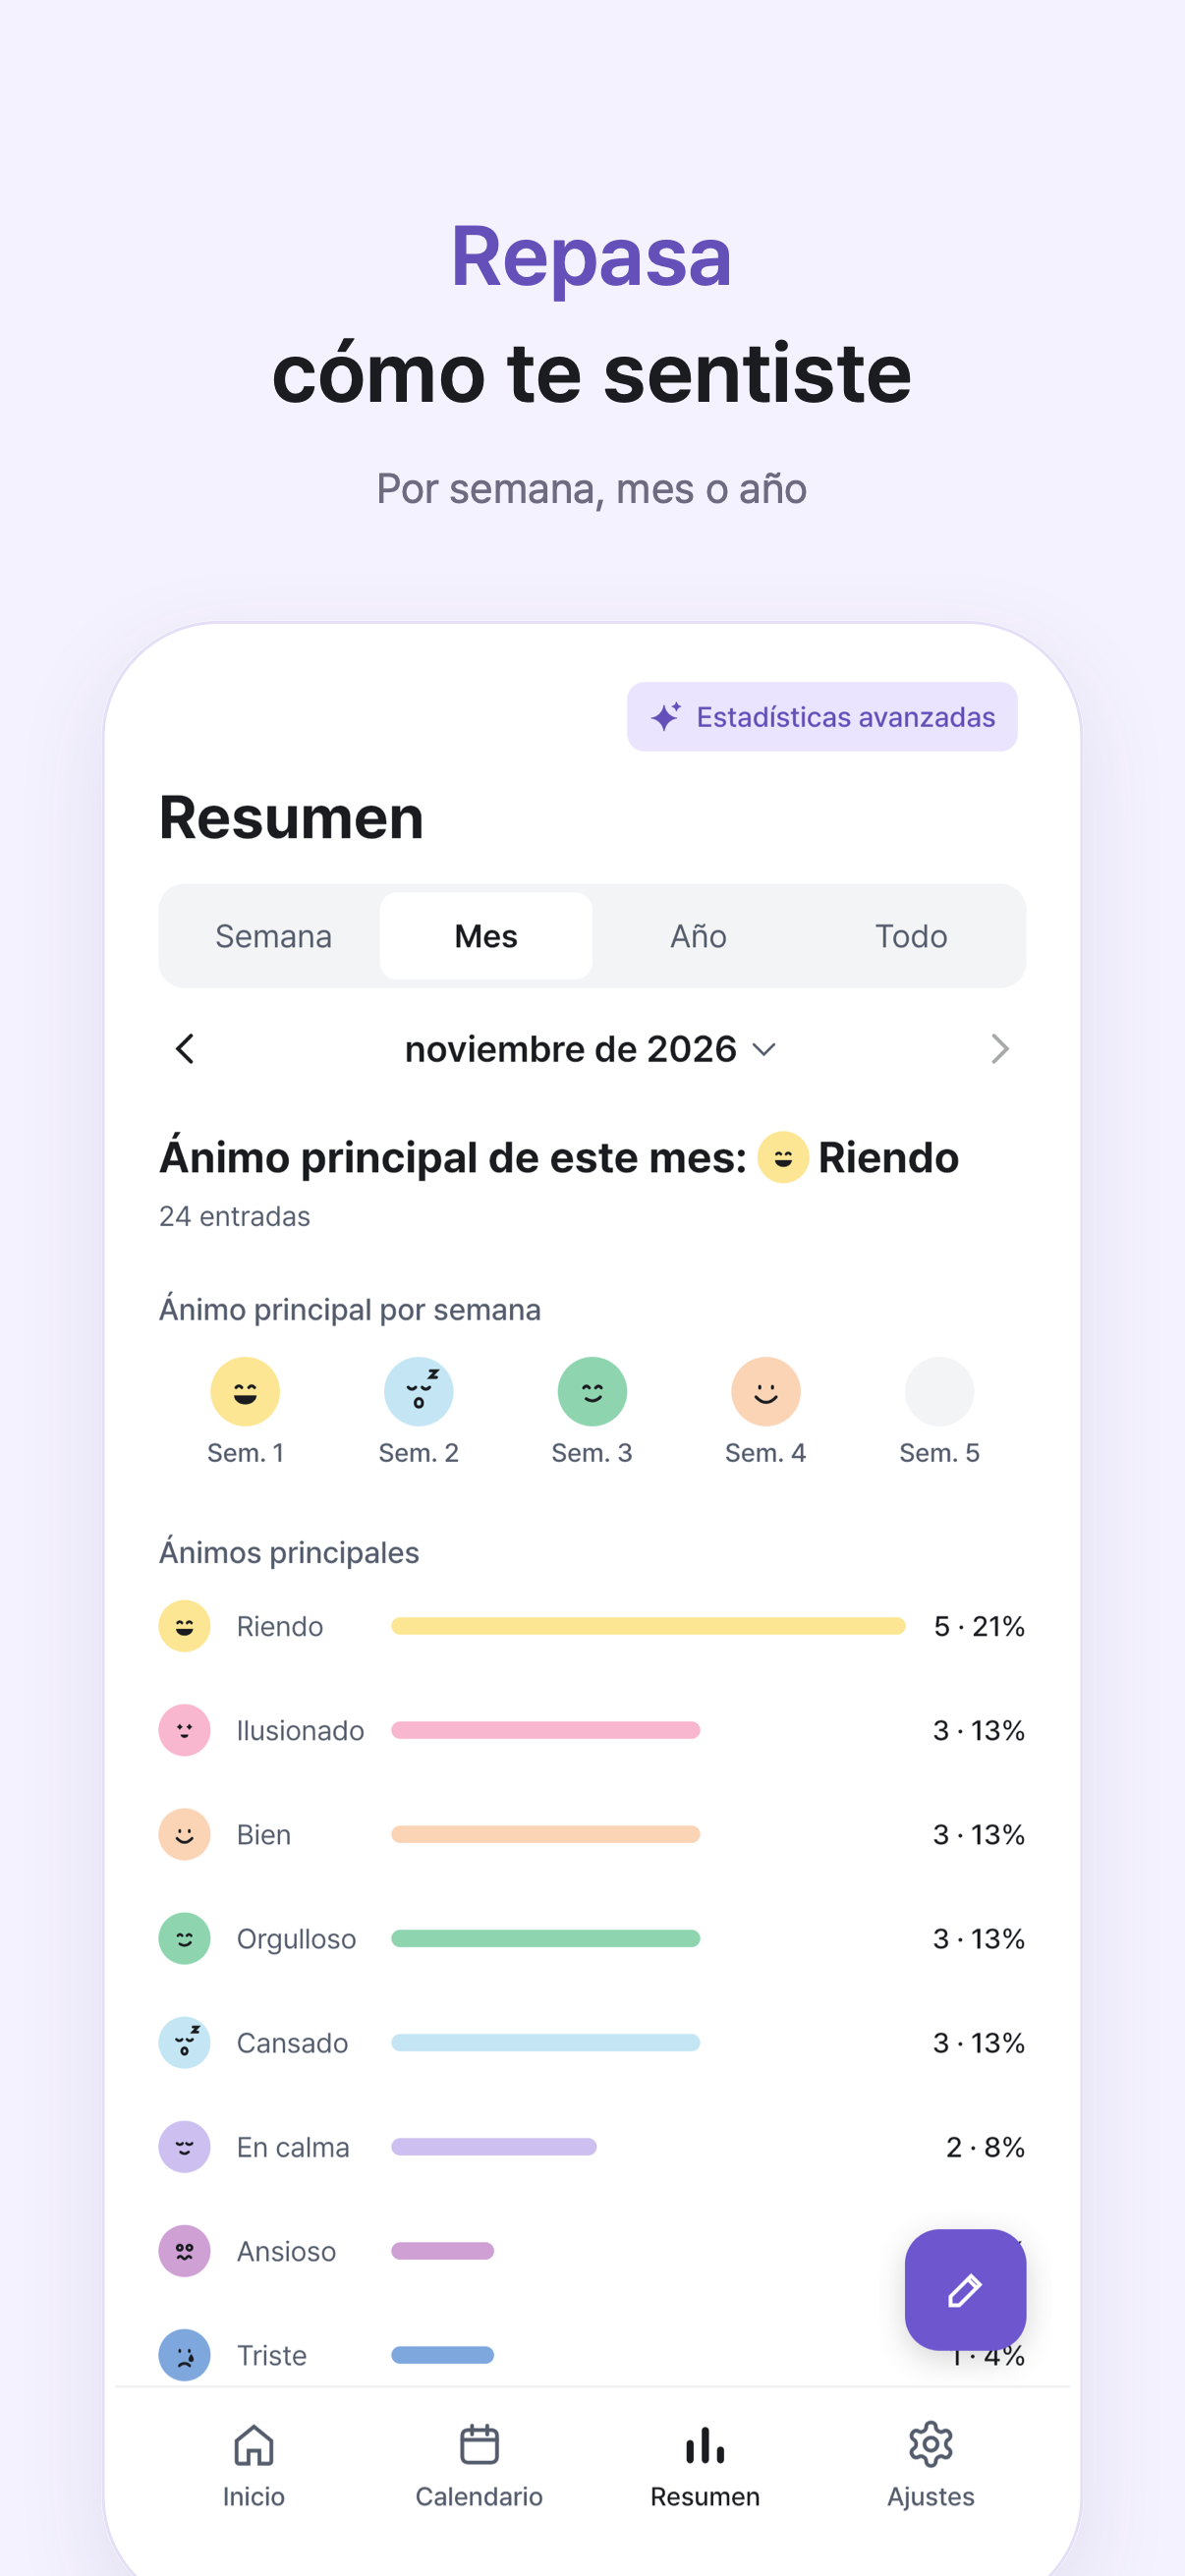 Repasa
cómo te sentiste
Por semana, mes o año
Estadísticas avanzadas
Resumen
Semana Mes Año Todo
noviembre de 2026
Ánimo principal de este mes: Riendo
24 entradas
Ánimo principal por semana
Sem. 1 Sem. 2 Sem. 3 Sem. 4 Sem. 5
Ánimos principales
Riendo 5 · 21%
Ilusionado 3 · 13%
Bien 3 · 13%
Orgulloso 3 · 13%
Cansado 3 · 13%
En calma 2 · 8%
Ansioso
Triste 1 · 4%
Inicio Calendario Resumen Ajustes